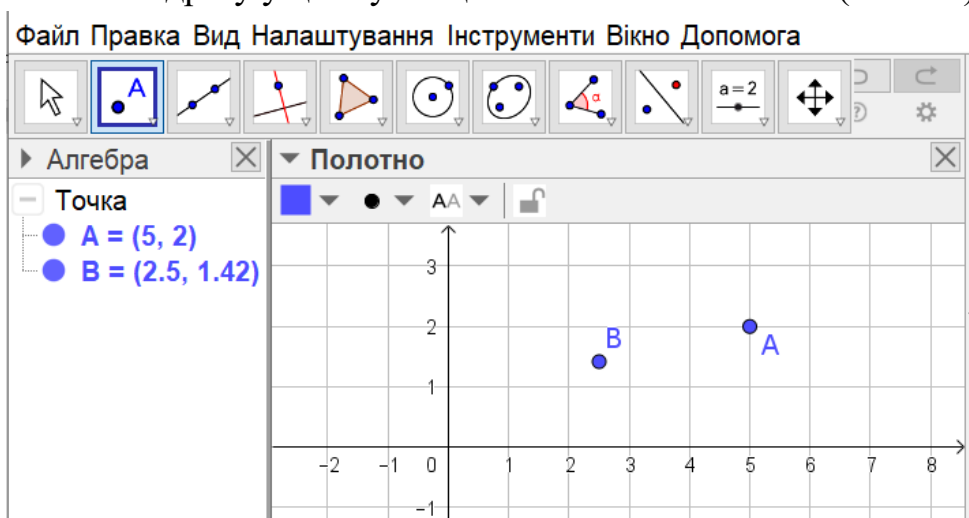 Файл Правка Вид Налаштування Інструменти Вікно Допомога
A
α
a=2
Алгебра
Полотно
Точка
AA
A = (5, 2)
B = (2.5, 1.42)
3
2
1
B
A
−2 −1 0 1 2 3 4 5 6 7 8
−1